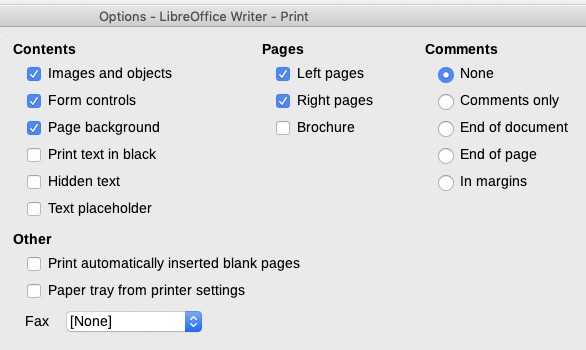 Options - LibreOffice Writer - Print
Contents
Images and objects
Form controls
Page background
Print text in black
Hidden text
Text placeholder
Pages
Left pages
Right pages
Brochure
Comments
None
Comments only
End of document
End of page
In margins
Other
Print automatically inserted blank pages
Paper tray from printer settings
Fax [None]